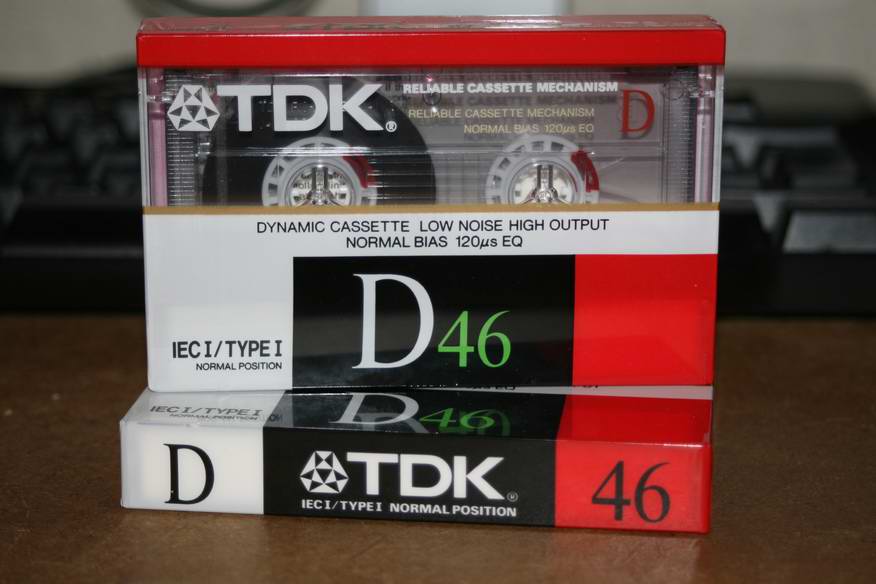 TDK®
RELIABLE CASSETTE MECHANISM
RELIABLE CASSETTE MECHANISM
NORMAL BIAS 120μs EQ
D
DYNAMIC CASSETTE LOW NOISE HIGH OUTPUT
NORMAL BIAS 120μs EQ
D46
IEC I/TYPE I
NORMAL POSITION
IEC I/TYPE I
NORMAL POSITION
D46
D
TDK®
IEC I/TYPE I NORMAL POSITION
46